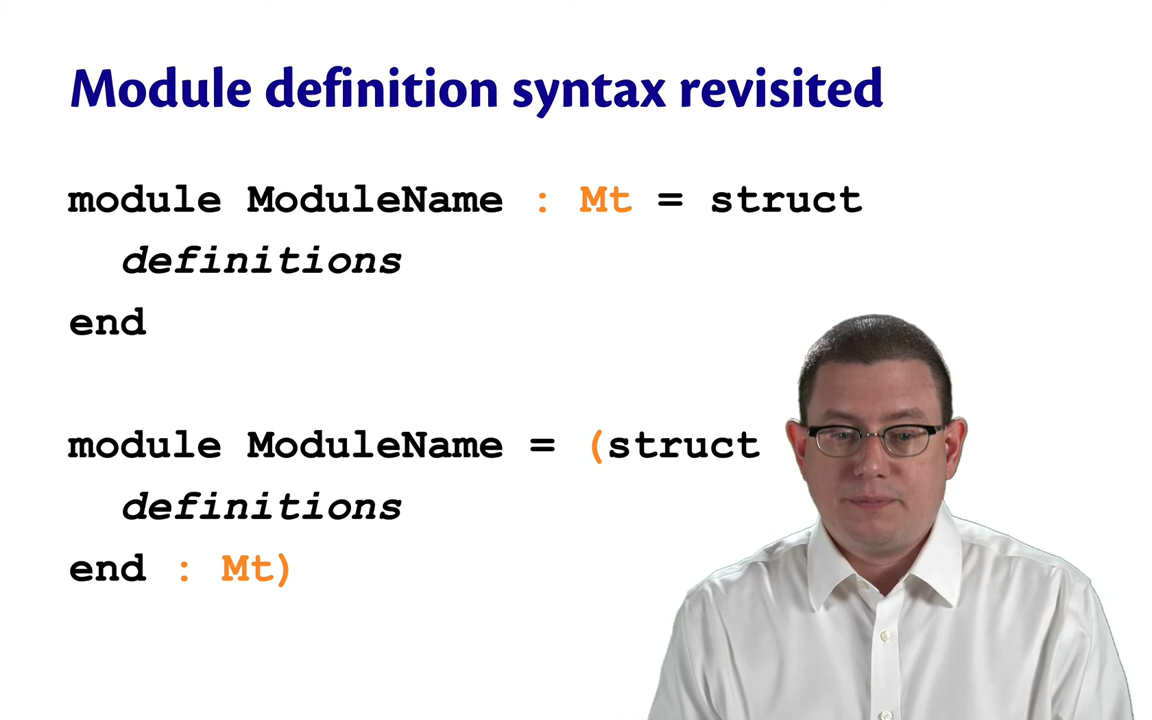 Module definition syntax revisited
module ModuleName : Mt = struct
definitions
end
module ModuleName = (struct
definitions
end : Mt)